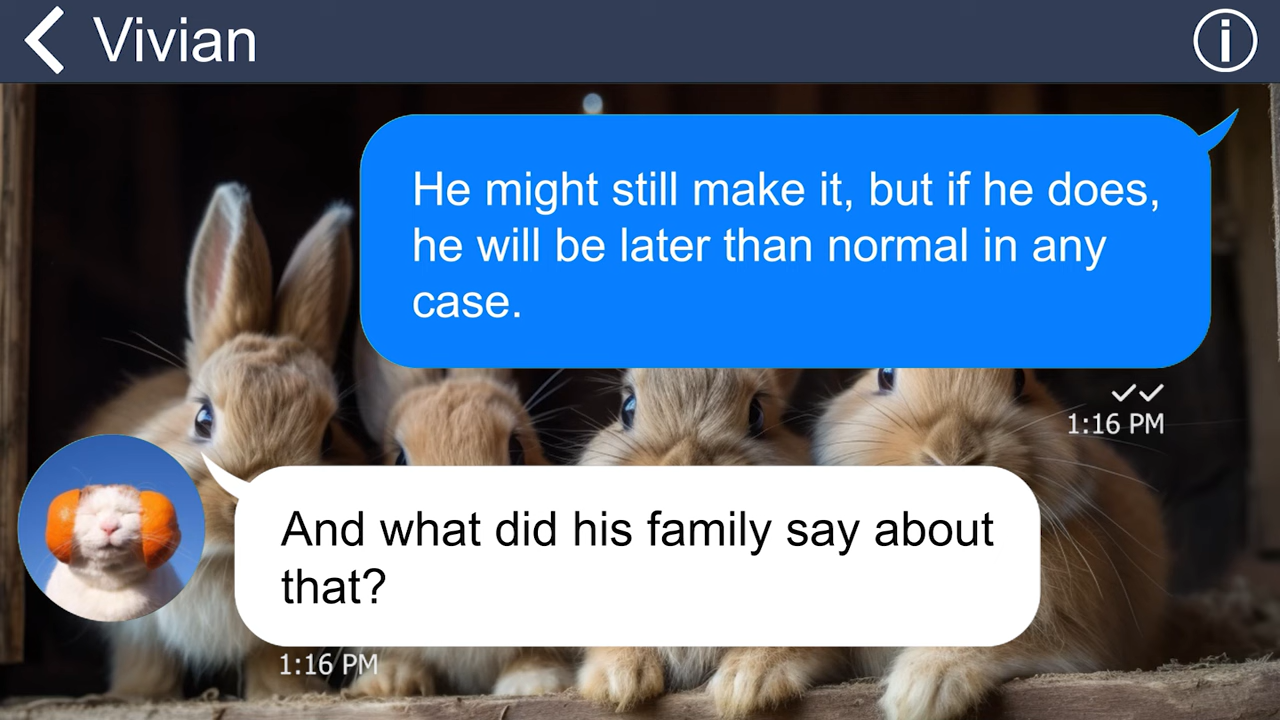 Vivian
He might still make it, but if he does,
he will be later than normal in any
case.
1:16 PM
And what did his family say about
that?
1:16 PM